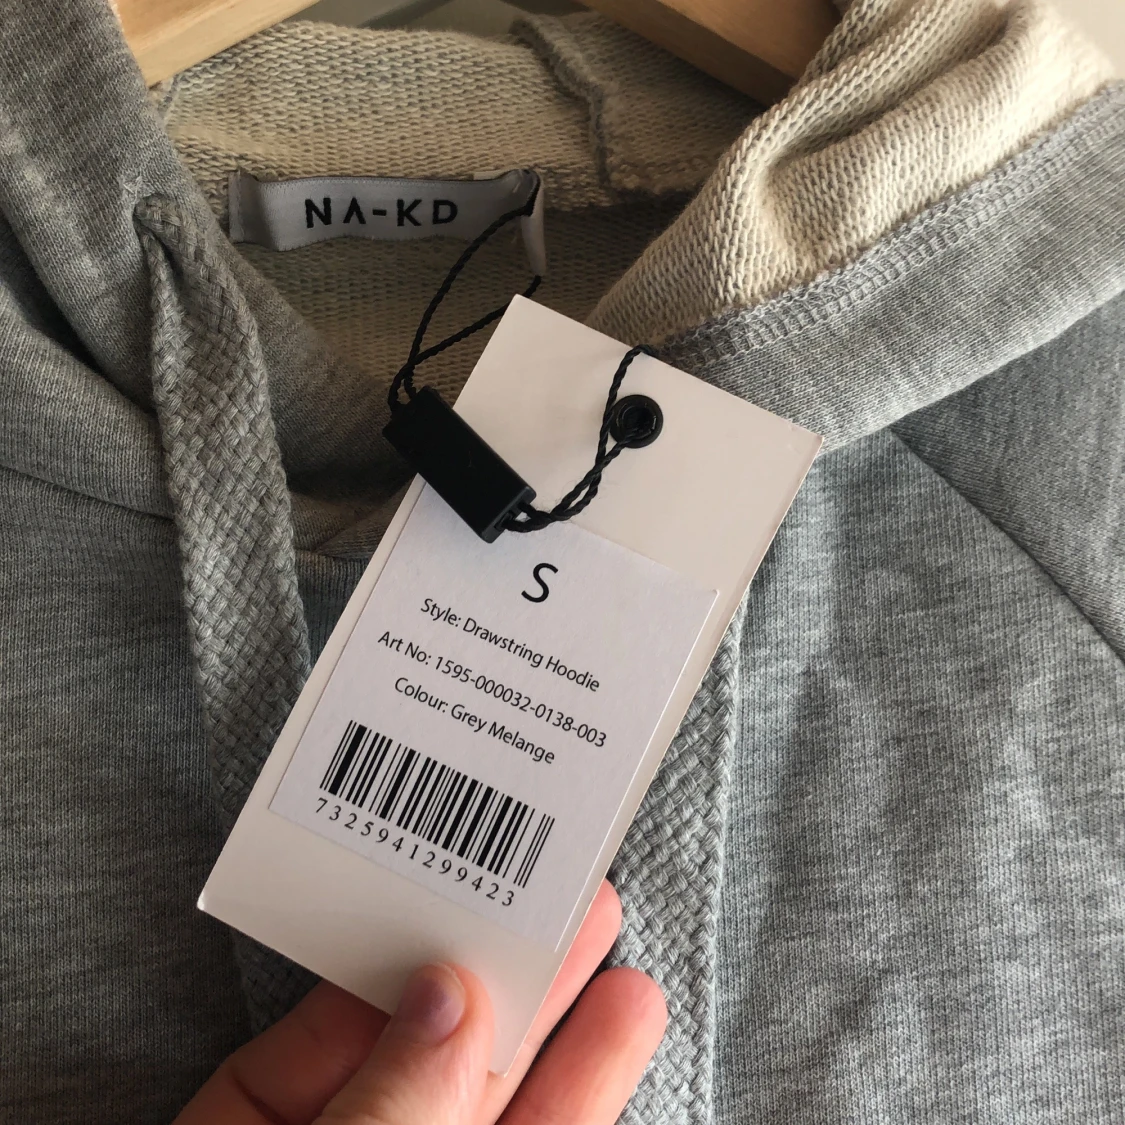 NA-KD
S
Style: Drawstring Hoodie
Art No: 1595-000032-0138-003
Colour: Grey Melange
7325941299423